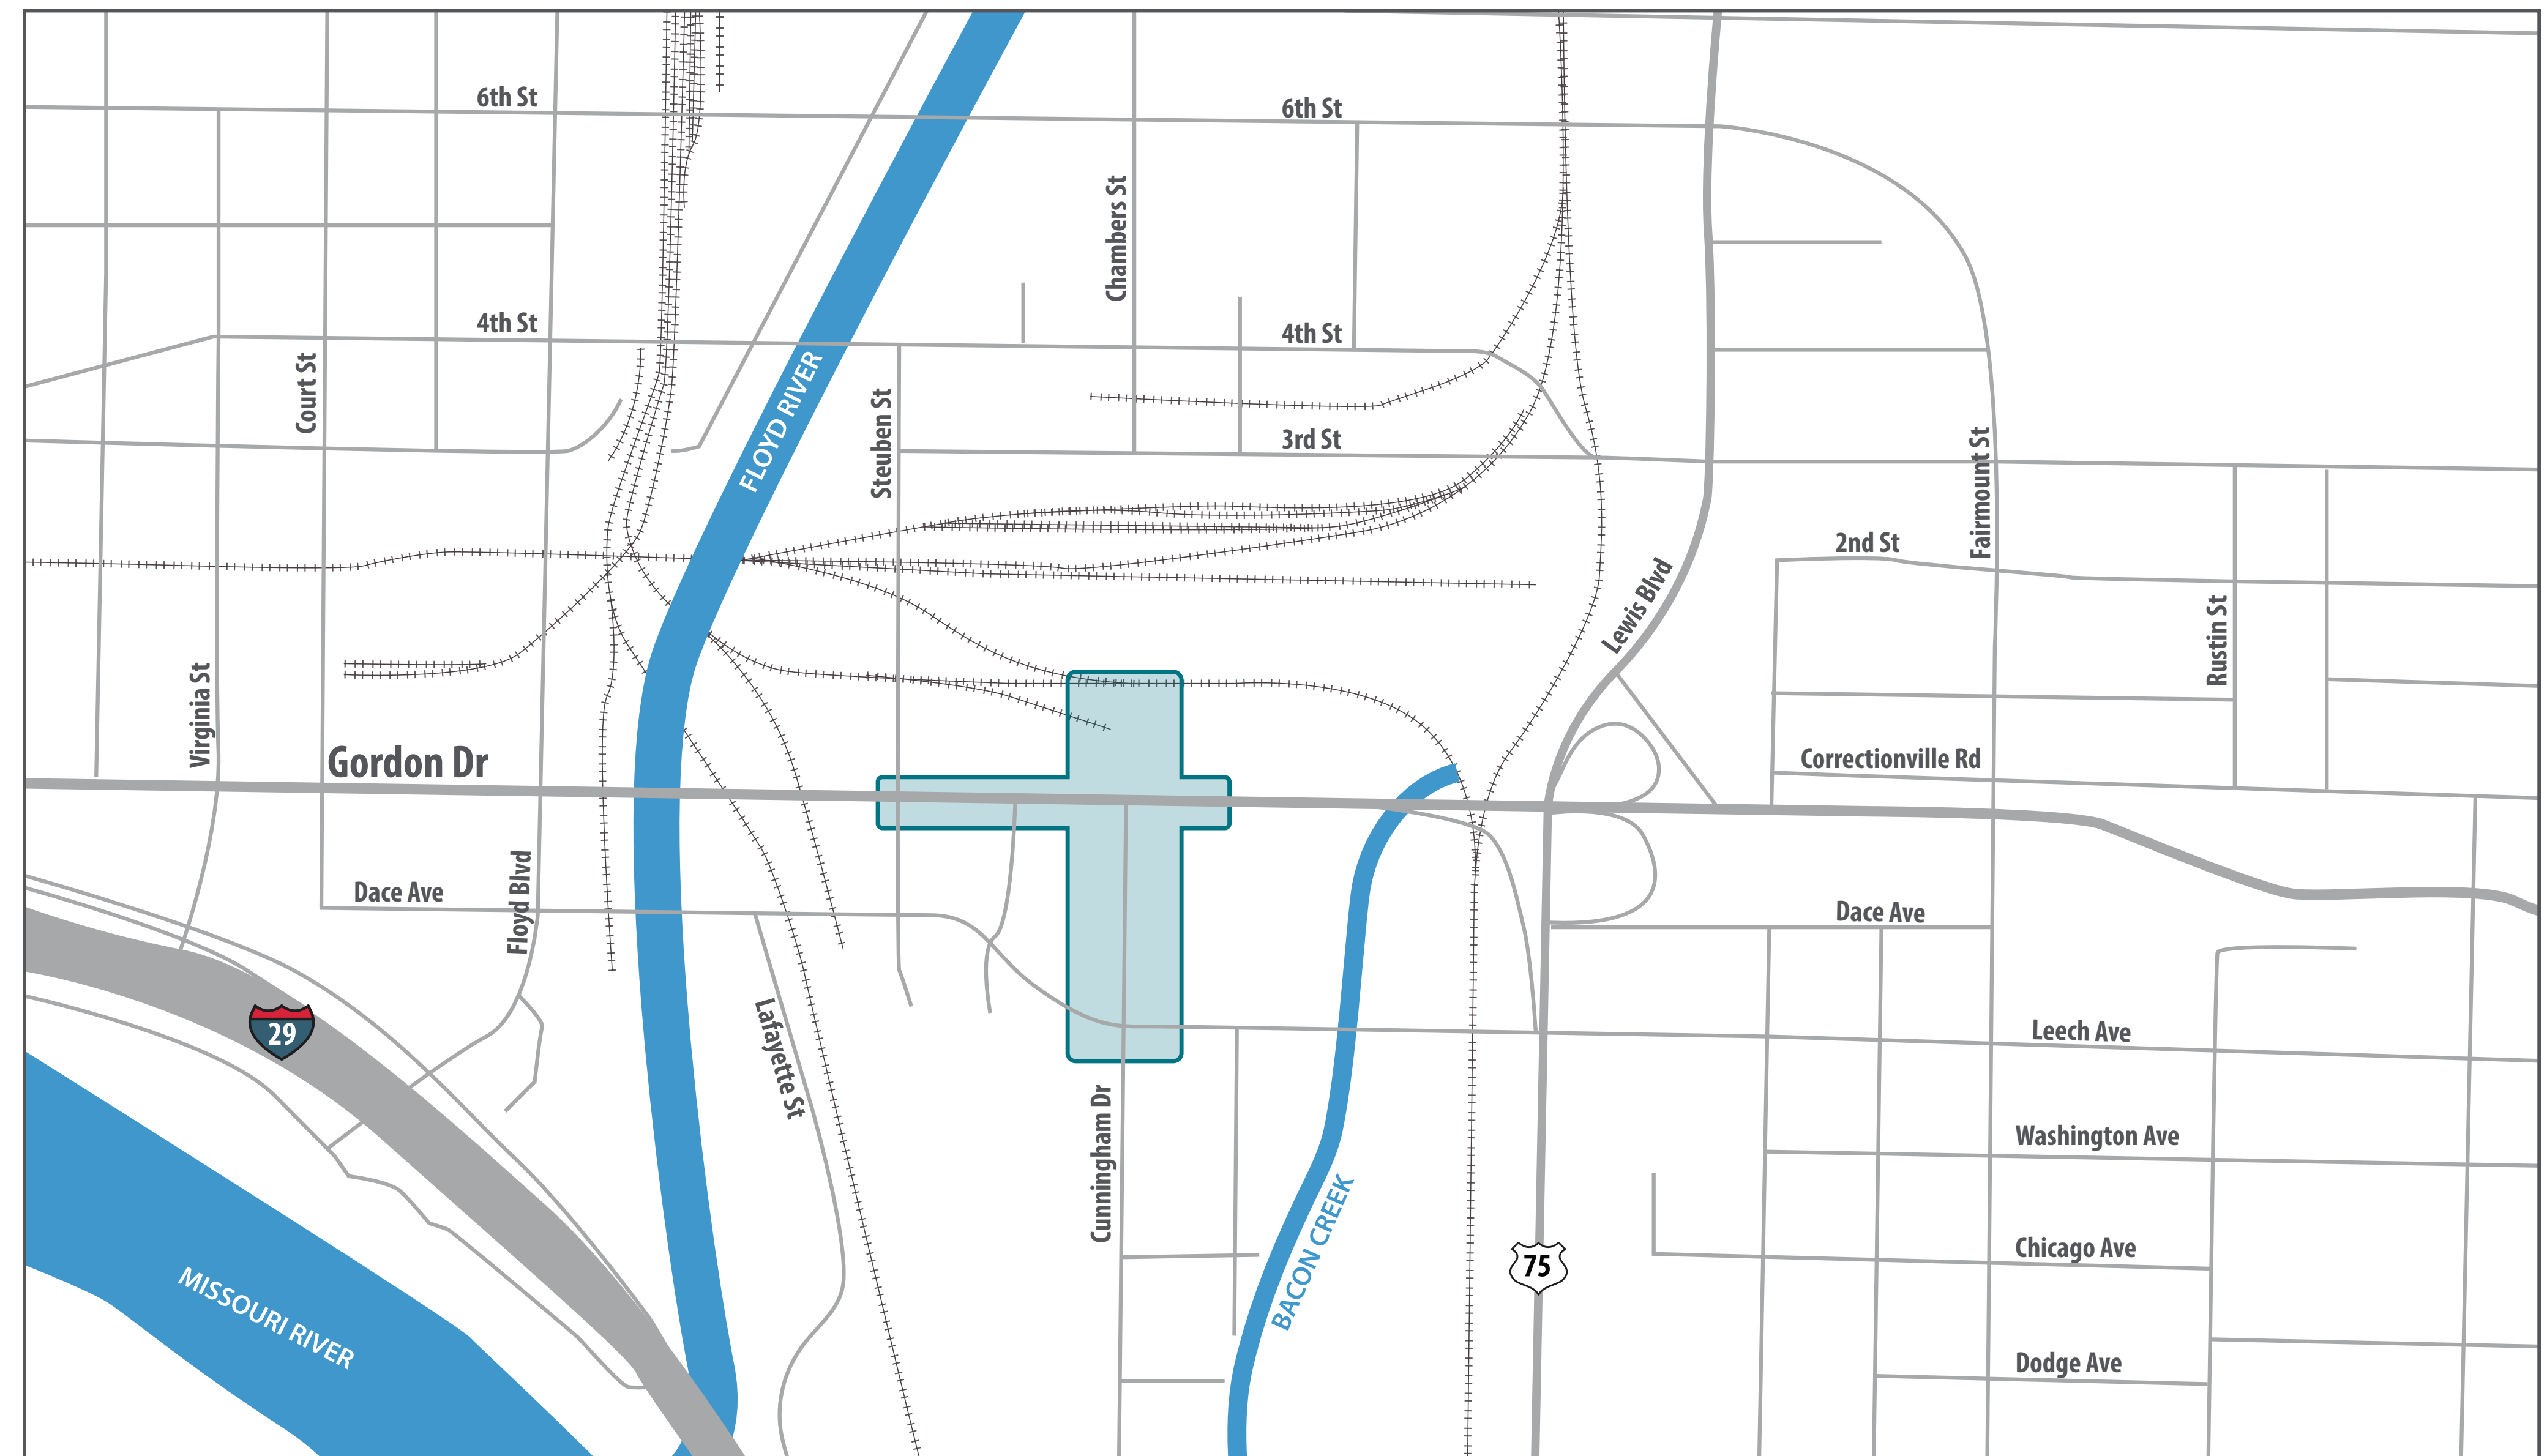 6th St
6th St
Chambers St
4th St
4th St
Court St
FLOYD RIVER
Steuben St
3rd St
Fairmount St
2nd St
Lewis Blvd
Rustin St
Virginia St
Gordon Dr
Correctionville Rd
Dace Ave
Floyd Blvd
Dace Ave
29
Lafayette St
Leech Ave
Cunningham Dr
Washington Ave
BACON CREEK
75
Chicago Ave
MISSOURI RIVER
Dodge Ave